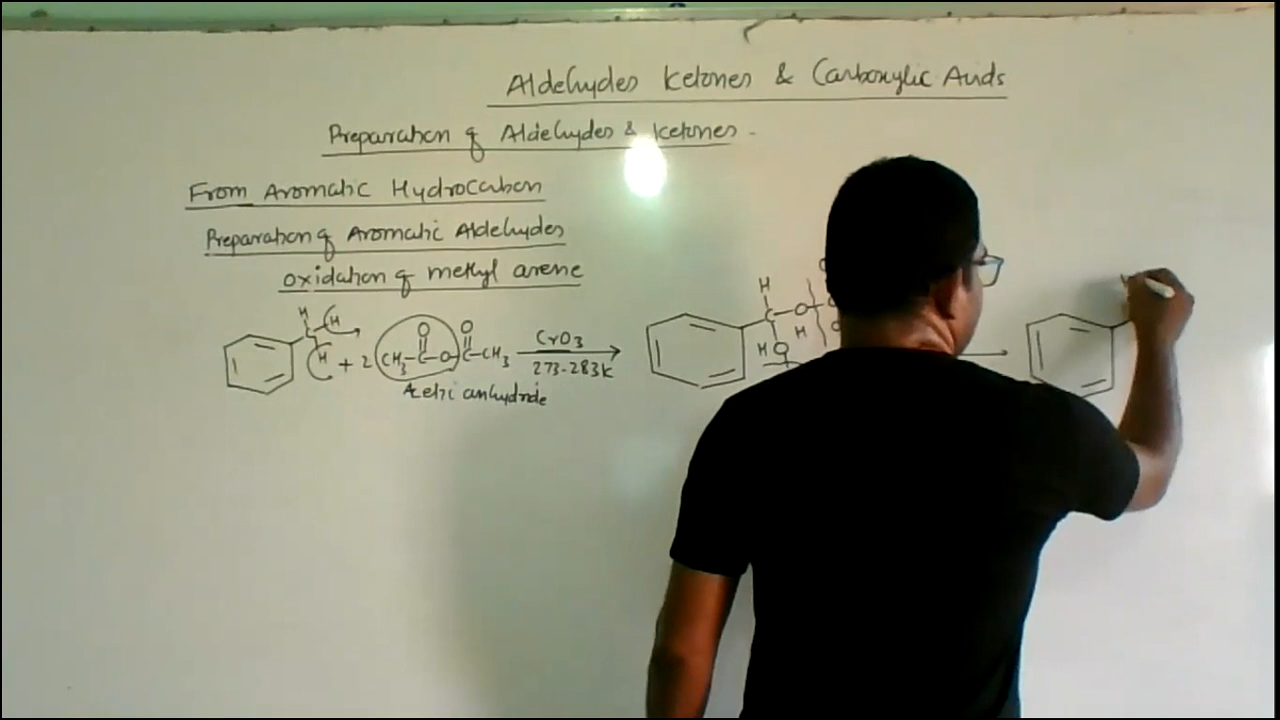 Aldehydes Ketones & Carboxylic Acids
Preparation of Aldehydes & Ketones -
From Aromatic Hydrocarbon
Preparation of Aromatic Aldehydes
Oxidation of methyl arene
H H O O CrO3 H
C H + 2 CH3-C-O-C-CH3 C-O
273-283K H HO
Acetic anhydride